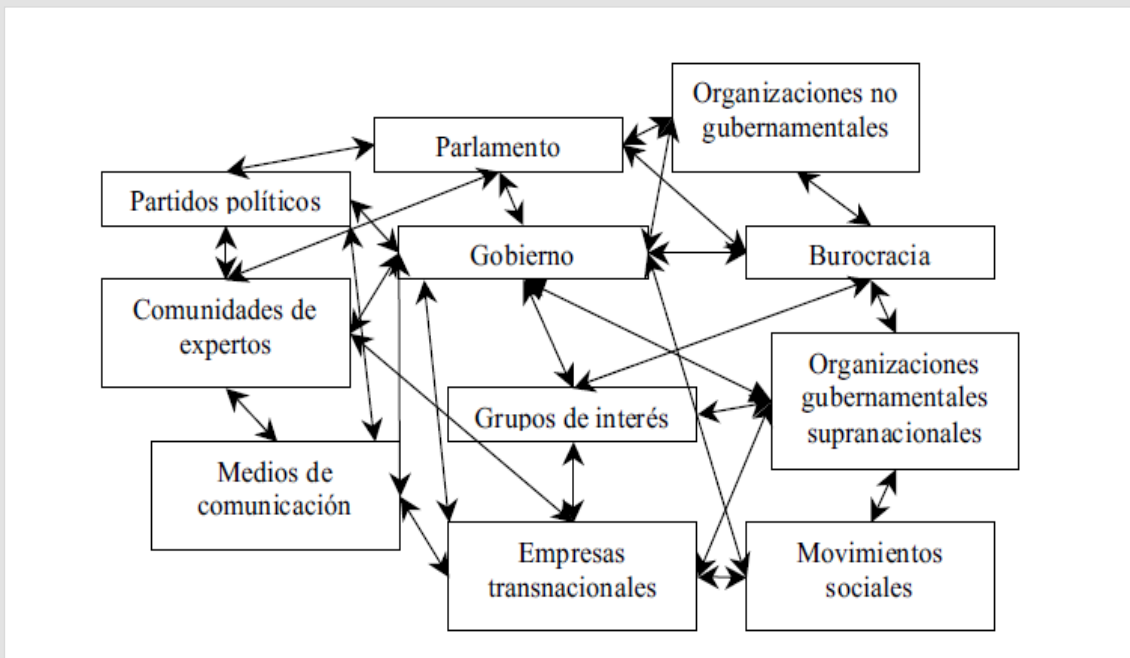 Organizaciones no
gubernamentales
Parlamento
Partidos políticos
Gobierno
Burocracia
Comunidades de
expertos
Organizaciones
gubernamentales
supranacionales
Grupos de interés
Medios de
comunicación
Empresas
transnacionales
Movimientos
sociales